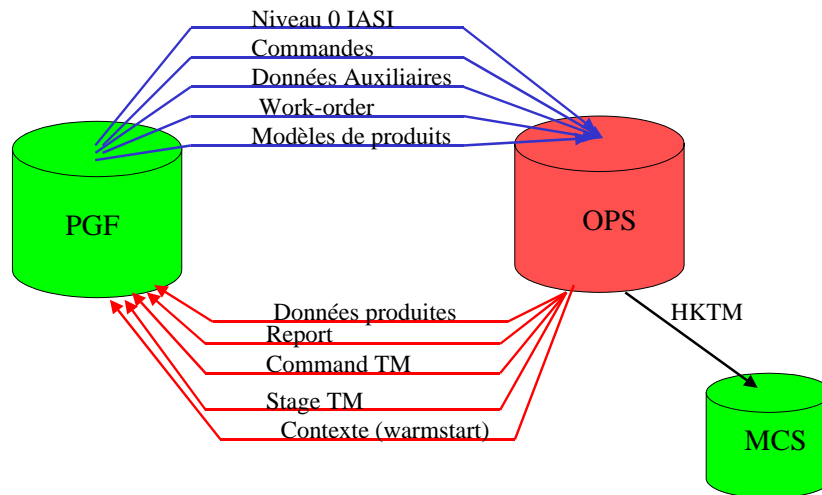 Niveau 0 IASI
Commandes
Données Auxiliaires
Work-order
Modèles de produits
PGF
OPS
Données produites
Report
Command TM
Stage TM
Contexte (warmstart)
HKTM
MCS